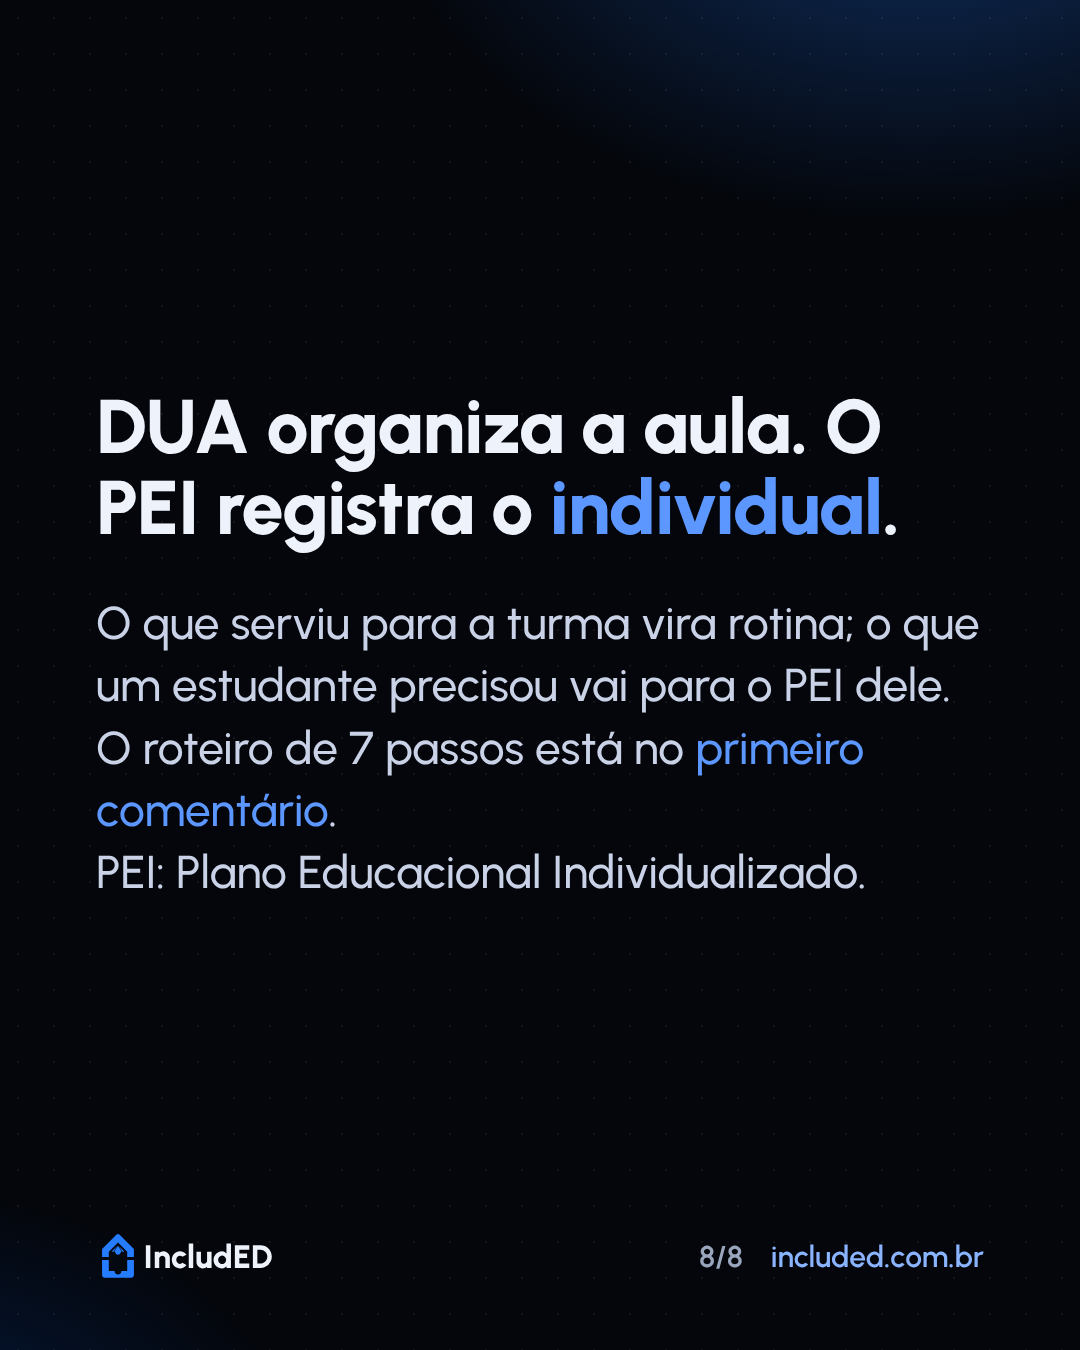 DUA organiza a aula. O
PEI registra o individual.
O que serviu para a turma vira rotina; o que
um estudante precisou vai para o PEI dele.
O roteiro de 7 passos está no primeiro
comentário.
PEI: Plano Educacional Individualizado.
IncludED
8/8 included.com.br